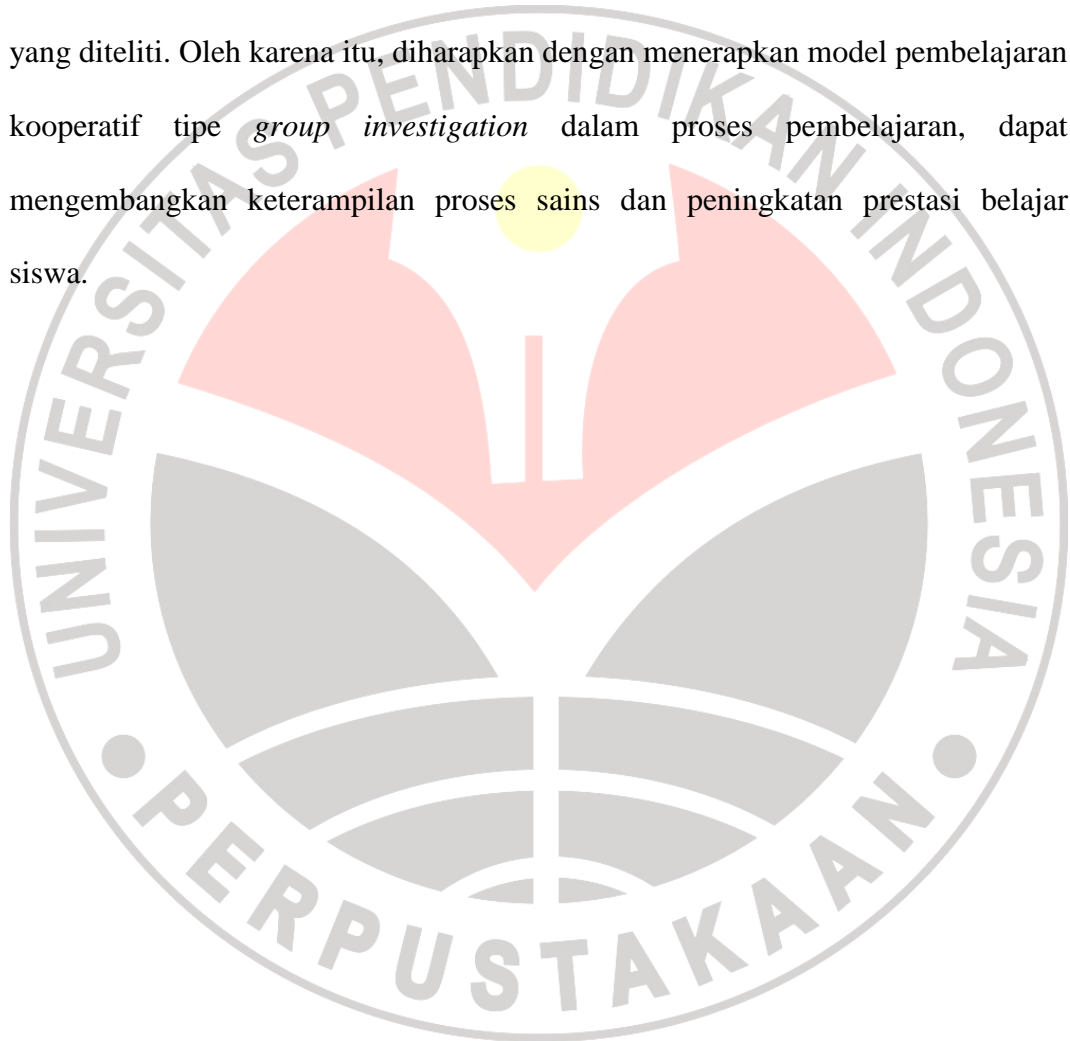 yang diteliti. Oleh karena itu, diharapkan dengan menerapkan model pembelajaran
kooperatif tipe group investigation dalam proses pembelajaran, dapat
mengembangkan keterampilan proses sains dan peningkatan prestasi belajar
siswa.
UNIVERSITAS PENDIDIKAN INDONESIA
PERPUSTAKAAN